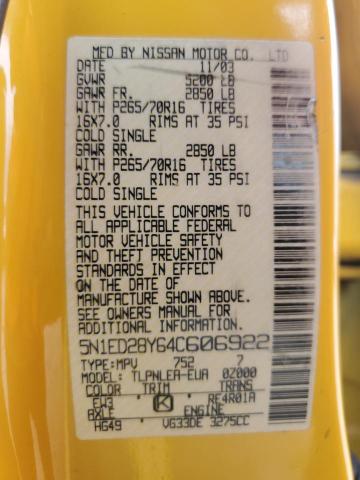 MFD BY NISSAN MOTOR CO. LTD
DATE 11/03
GVWR 5200 LB
GAWR FR. 2850 LB
WITH P265/70R16 TIRES
16X7.0 RIMS AT 35 PSI
COLD SINGLE
GAWR RR. 2850 LB
WITH P265/70R16 TIRES
16X7.0 RIMS AT 35 PSI
COLD SINGLE
THIS VEHICLE CONFORMS TO
ALL APPLICABLE FEDERAL
MOTOR VEHICLE SAFETY
AND THEFT PREVENTION
STANDARDS IN EFFECT
ON THE DATE OF
MANUFACTURE SHOWN ABOVE.
SEE OWNERS MANUAL FOR
ADDITIONAL INFORMATION
5N1ED28Y64C606922
TYPE:MPV 752 7
MODEL: TLPNLEA-EUA 0Z000
COLOR TRIM TRANS
EW3 K RE4R01A
AXLE ENGINE
HG49 VG33DE 3275CC